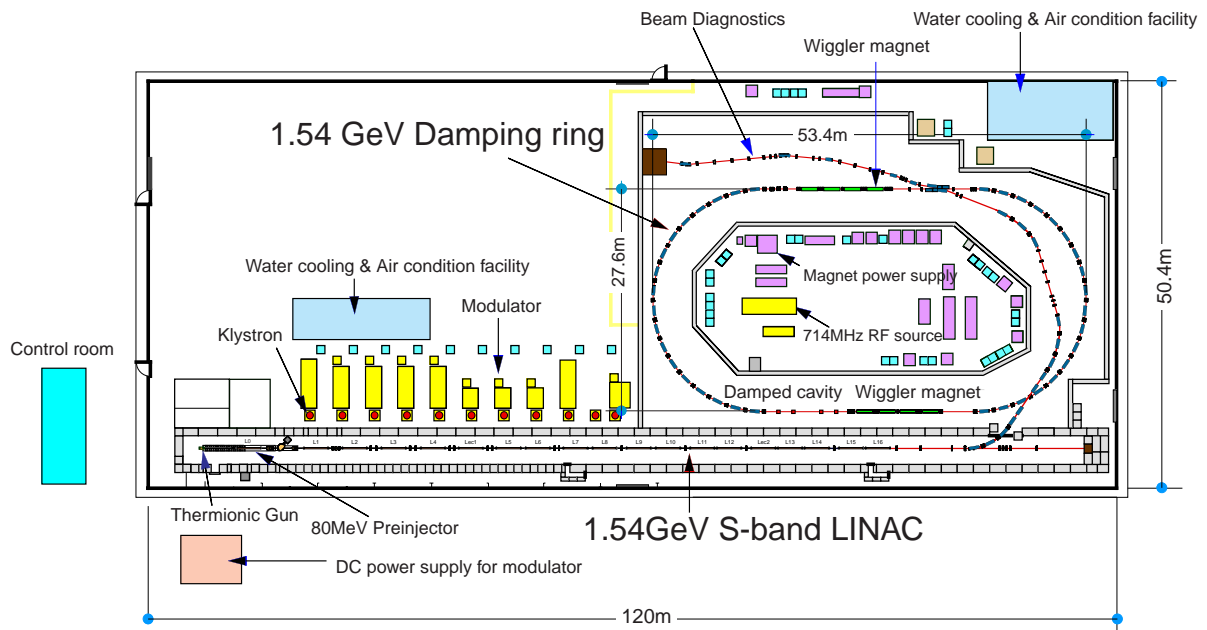 Beam Diagnostics
Water cooling & Air condition facility
Wiggler magnet
1.54 GeV Damping ring
53.4m
27.6m
50.4m
Water cooling & Air condition facility
Magnet power supply
Modulator
Klystron
714MHz RF source
Control room
Damped cavity
Wiggler magnet
L0
L1
L2
L3
L4
Lec1
L5
L6
L7
L8
L9
L10
L11
L12
Lec2
L13
L14
L15
L16
Thermionic Gun
80MeV Preinjector
1.54GeV S-band LINAC
DC power supply for modulator
120m